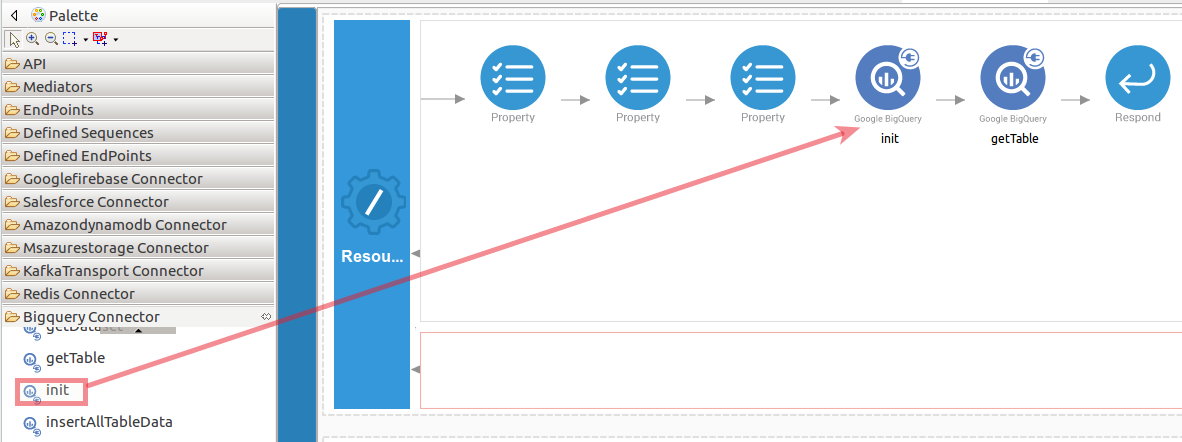 Palette
API
Mediators
EndPoints
Defined Sequences
Defined EndPoints
Googlefirebase Connector
Salesforce Connector
Amazondynamodb Connector
Msazurestorage Connector
KafkaTransport Connector
Redis Connector
Bigquery Connector
getDataset
getTable
init
insertAllTableData
Resou...
Property
Property
Property
Google BigQuery
init
Google BigQuery
getTable
Respond